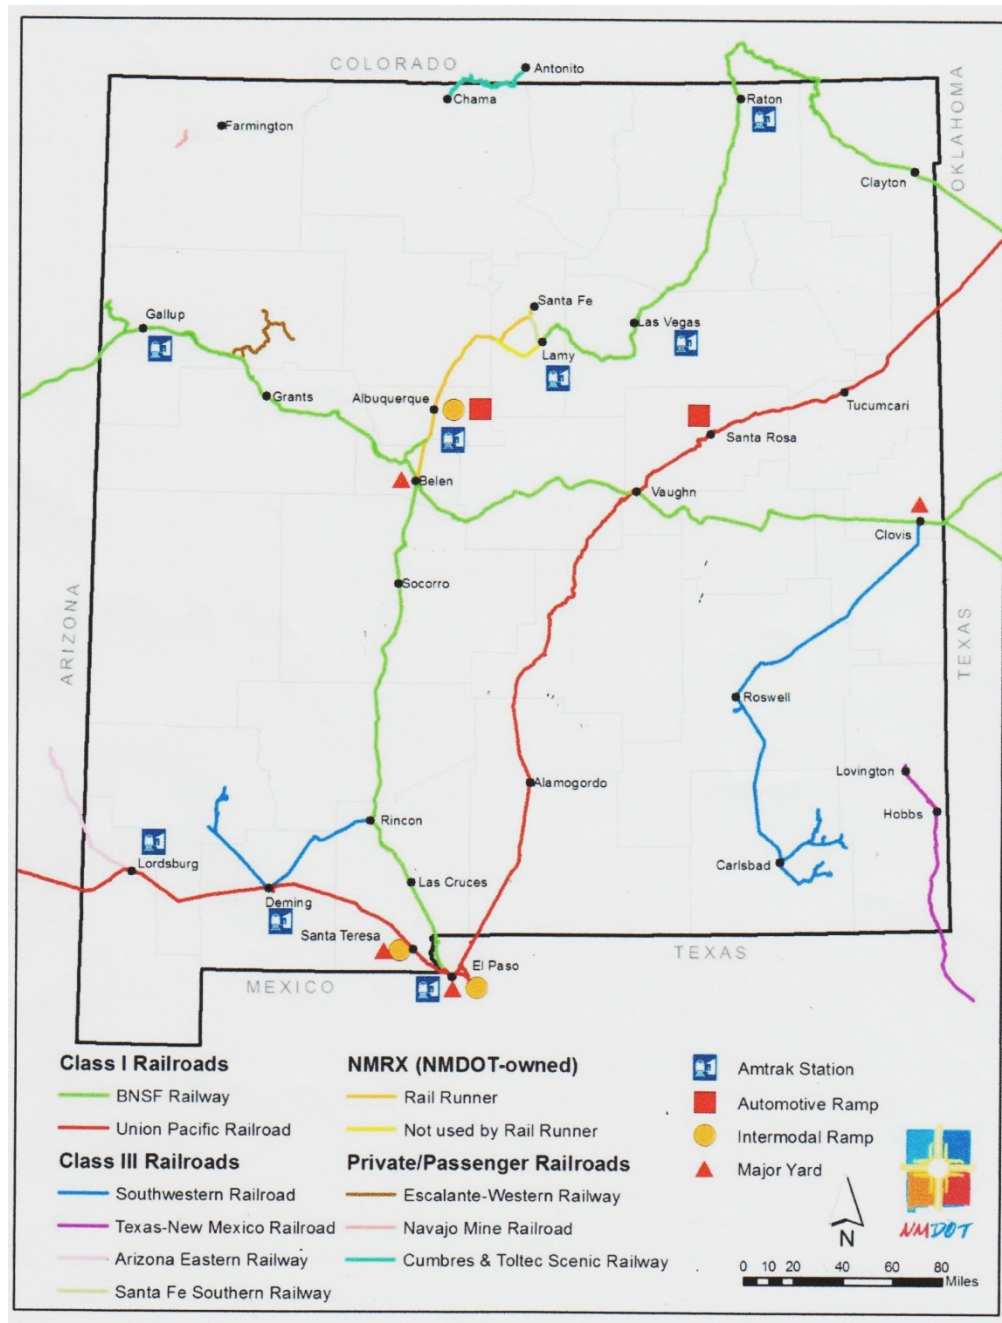 COLORADO
Antonito
Chama
Raton
Farmington
OKLAHOMA
Clayton
Santa Fe
Gallup
Las Vegas
Lamy
Grants
Albuquerque
Tucumcari
Santa Rosa
Belen
Vaughn
Clovis
Socorro
ARIZONA
TEXAS
Roswell
Lovington
Alamogordo
Hobbs
Rincon
Lordsburg
Carlsbad
Las Cruces
Deming
Santa Teresa
TEXAS
El Paso
MEXICO
Class I Railroads
BNSF Railway
Union Pacific Railroad
Class III Railroads
Southwestern Railroad
Texas-New Mexico Railroad
Arizona Eastern Railway
Santa Fe Southern Railway
NMRX (NMDOT-owned)
Rail Runner
Not used by Rail Runner
Private/Passenger Railroads
Escalante-Western Railway
Navajo Mine Railroad
Cumbres & Toltec Scenic Railway
Amtrak Station
Automotive Ramp
Intermodal Ramp
Major Yard
N
NMDOT
0 10 20 40 60 80
Miles